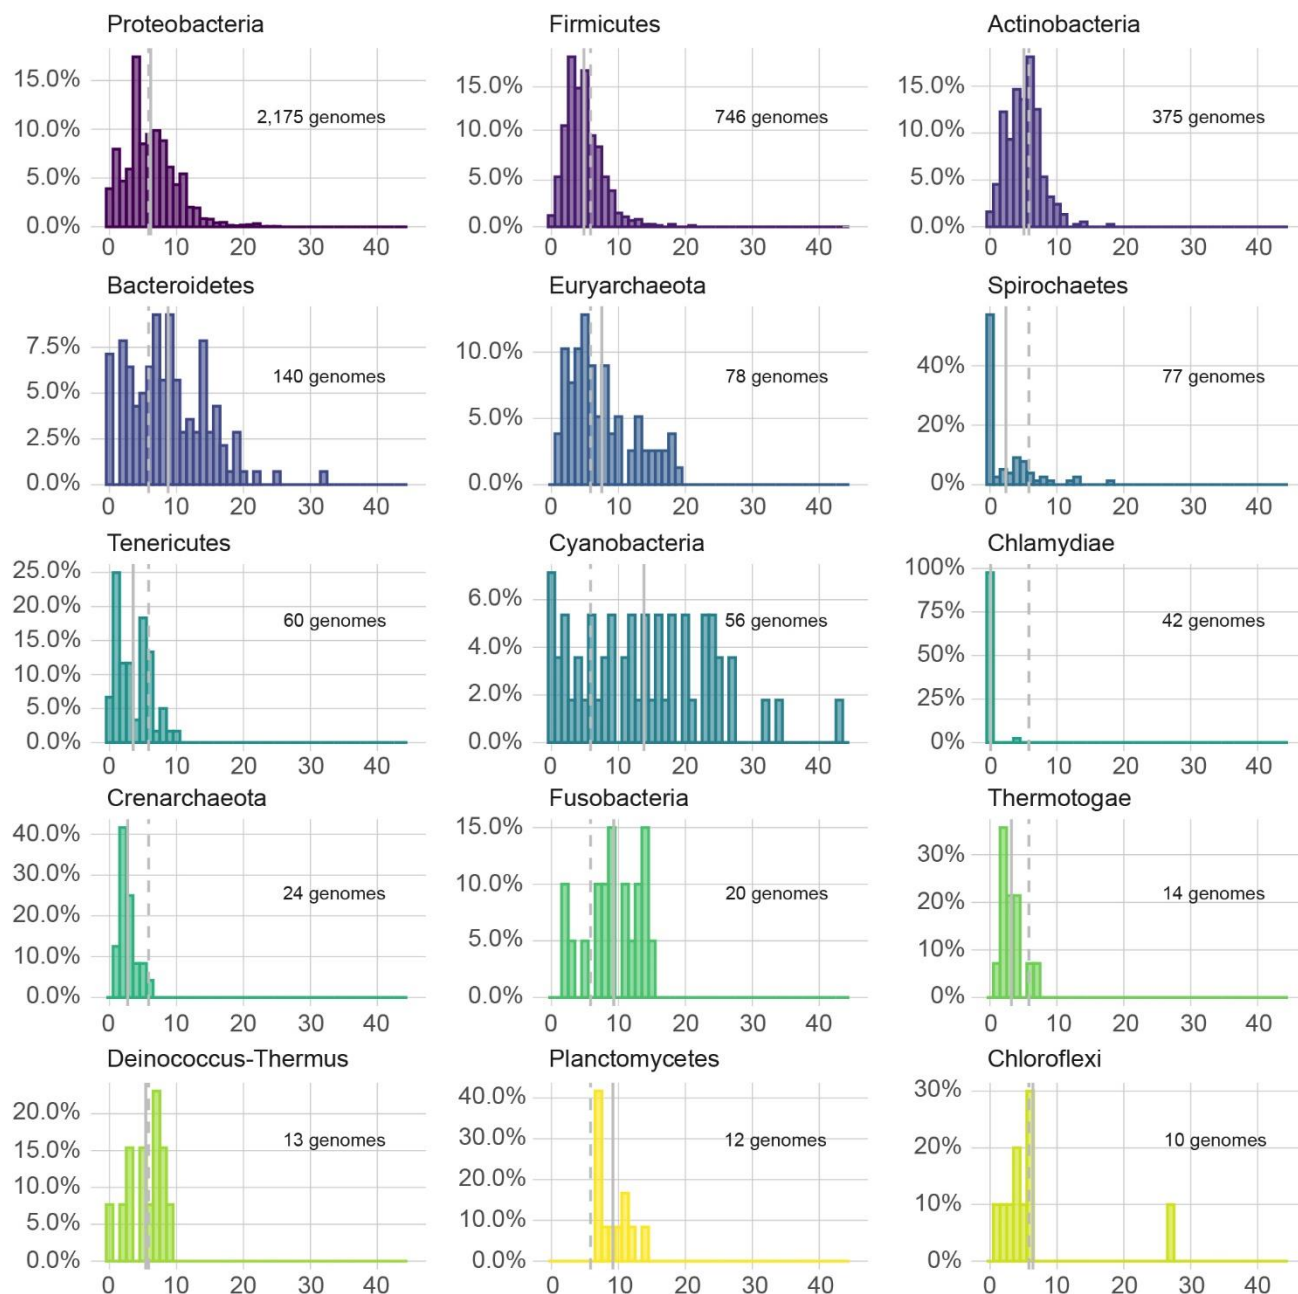 Proteobacteria
15.0%
10.0%
5.0%
0.0%
2,175 genomes
0 10 20 30 40
Firmicutes
15.0%
10.0%
5.0%
0.0%
746 genomes
0 10 20 30 40
Actinobacteria
15.0%
10.0%
5.0%
0.0%
375 genomes
0 10 20 30 40
Bacteroidetes
7.5%
5.0%
2.5%
0.0%
140 genomes
0 10 20 30 40
Euryarchaeota
10.0%
5.0%
0.0%
78 genomes
0 10 20 30 40
Spirochaetes
40%
20%
0%
77 genomes
0 10 20 30 40
Tenericutes
25.0%
20.0%
15.0%
10.0%
5.0%
0.0%
60 genomes
0 10 20 30 40
Cyanobacteria
6.0%
4.0%
2.0%
0.0%
56 genomes
0 10 20 30 40
Chlamydiae
100%
75%
50%
25%
0%
42 genomes
0 10 20 30 40
Crenarchaeota
40.0%
30.0%
20.0%
10.0%
0.0%
24 genomes
0 10 20 30 40
Fusobacteria
15.0%
10.0%
5.0%
0.0%
20 genomes
0 10 20 30 40
Thermotogae
30%
20%
10%
0%
14 genomes
0 10 20 30 40
Deinococcus-Thermus
20.0%
15.0%
10.0%
5.0%
0.0%
13 genomes
0 10 20 30 40
Planctomycetes
40.0%
30.0%
20.0%
10.0%
0.0%
12 genomes
0 10 20 30 40
Chloroflexi
30%
20%
10%
0%
10 genomes
0 10 20 30 40